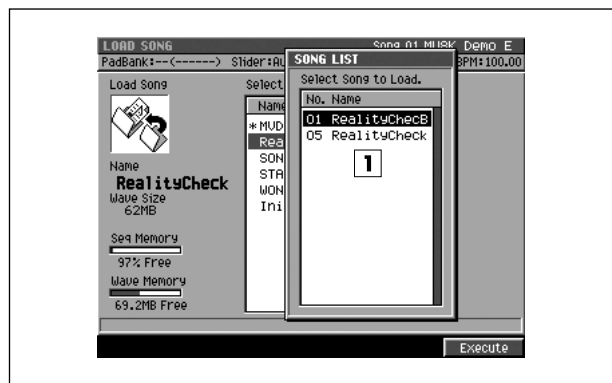 LOAD SONG Song 01 MU8K Demo E
PadBank:--(------) Slider:Au BPM:100.00
SONG LIST
Select Song to Load.
No. Name
01 RealityChecB
05 RealityCheck
1
Load Song
Name
RealityCheck
Wave Size
62MB
Seq Memory
97% Free
Wave Memory
69.2MB Free
Select
Name
*MVD
Rea
SON
STA
WON
Ini
Execute